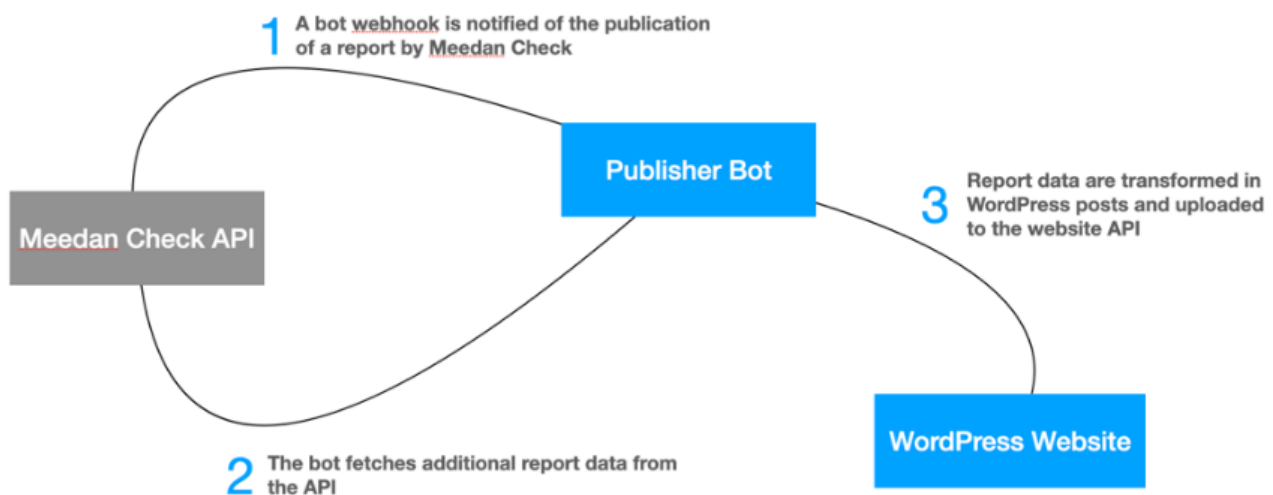 1
A bot webhook is notified of the publication
of a report by Meedan Check
Publisher Bot
Meedan Check API
3
Report data are transformed in
WordPress posts and uploaded
to the website API
WordPress Website
2
The bot fetches additional report data from
the API